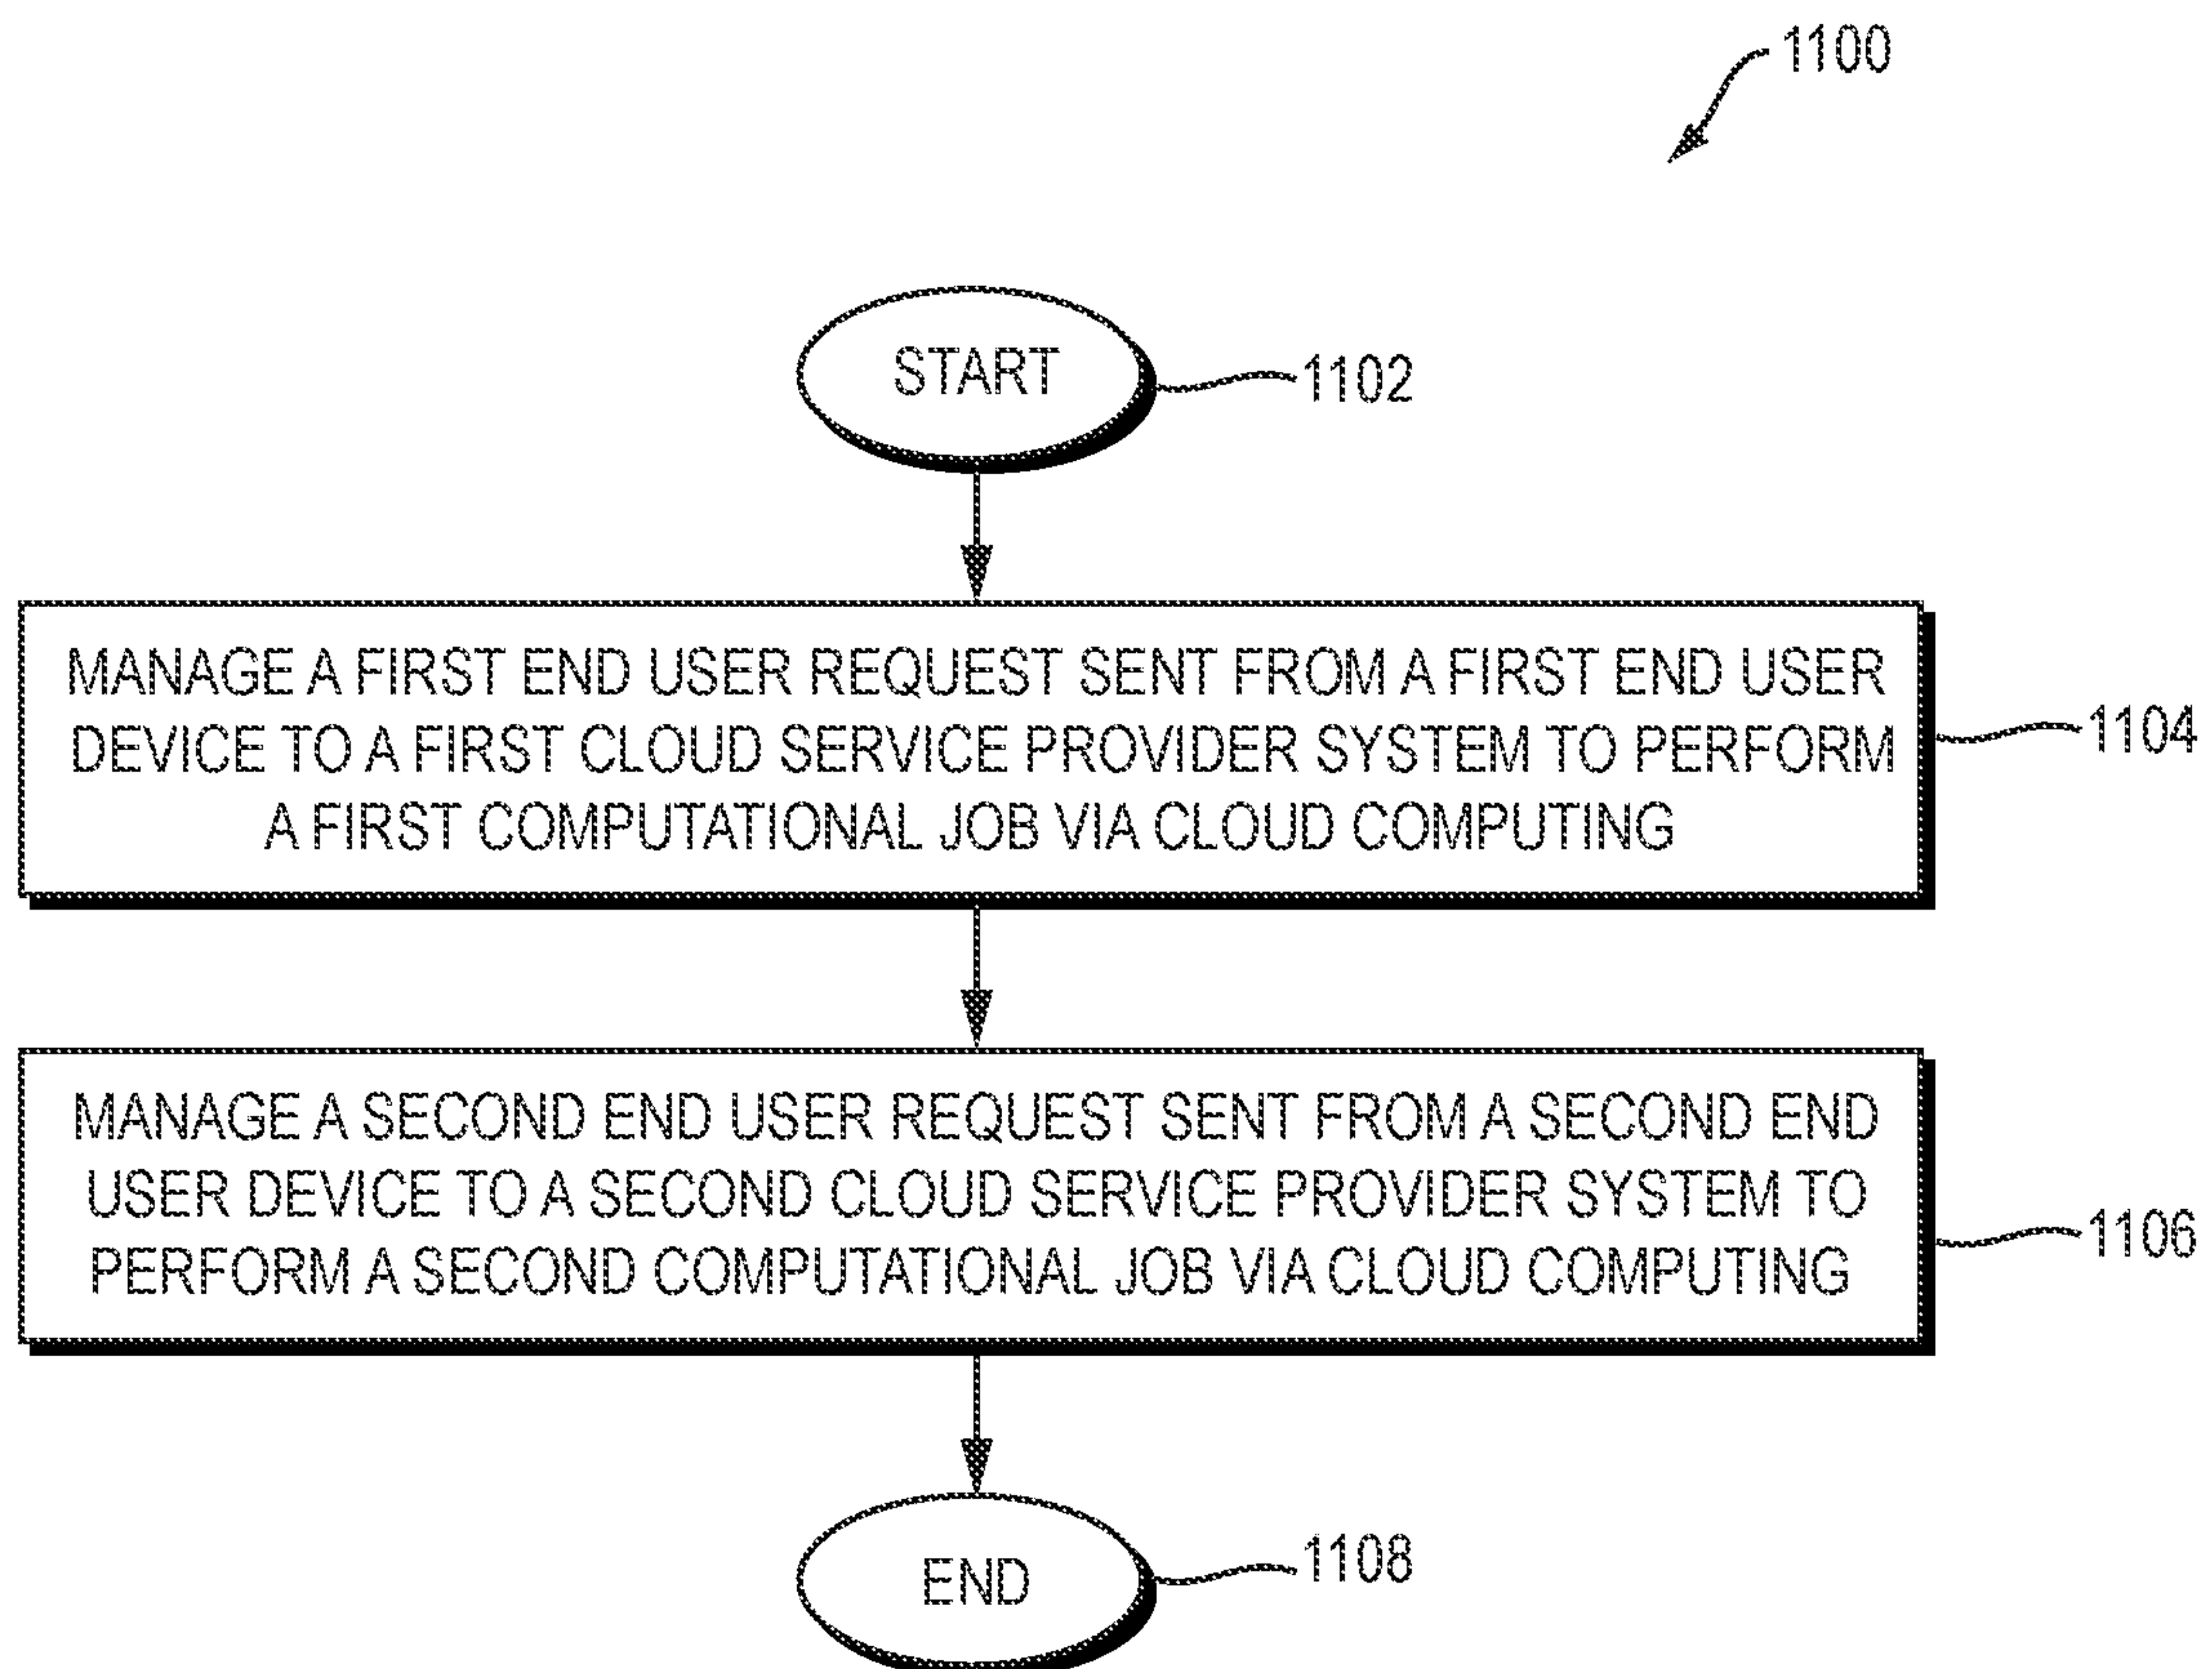 1100
START
1102
MANAGE A FIRST END USER REQUEST SENT FROM A FIRST END USER
DEVICE TO A FIRST CLOUD SERVICE PROVIDER SYSTEM TO PERFORM
A FIRST COMPUTATIONAL JOB VIA CLOUD COMPUTING
1104
MANAGE A SECOND END USER REQUEST SENT FROM A SECOND END
USER DEVICE TO A SECOND CLOUD SERVICE PROVIDER SYSTEM TO
PERFORM A SECOND COMPUTATIONAL JOB VIA CLOUD COMPUTING
1106
END
1108